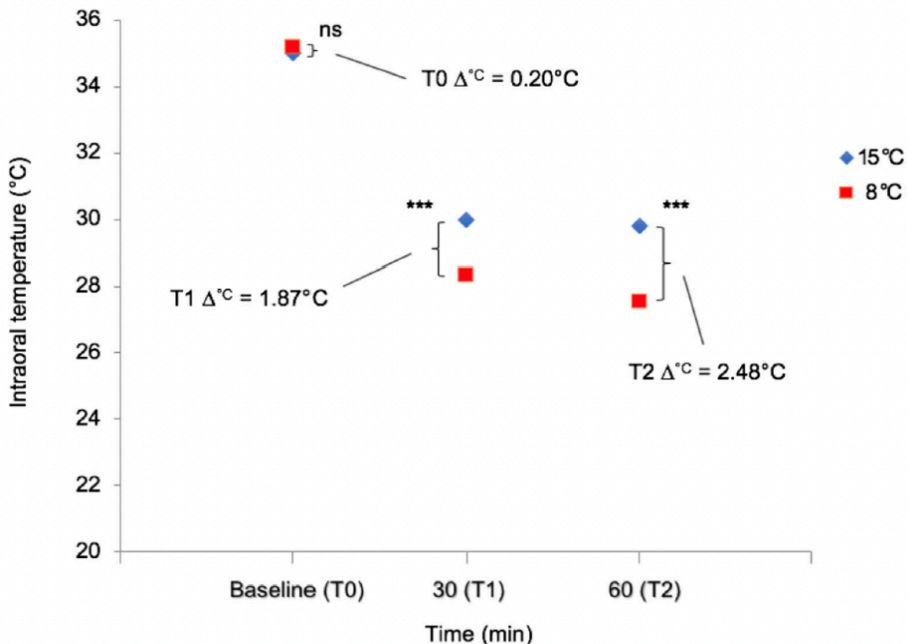 36
34
32
30
28
26
24
22
20
Intraoral temperature (°C)
ns
T0 Δ°C = 0.20°C
***
***
T1 Δ°C = 1.87°C
T2 Δ°C = 2.48°C
15°C
8°C
Baseline (T0)
30 (T1)
60 (T2)
Time (min)